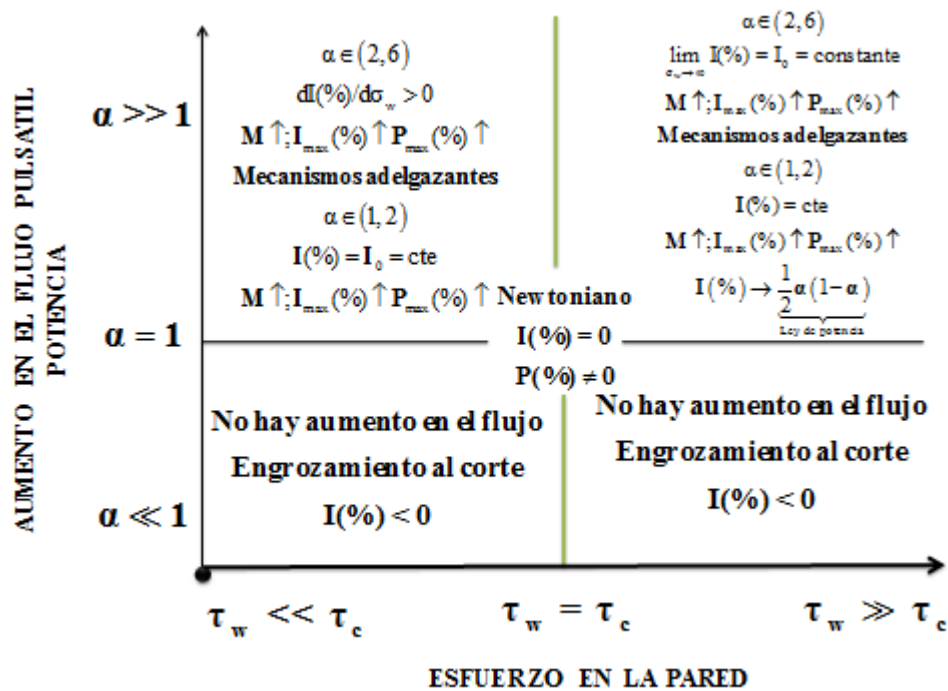 AUMENTO EN EL FLUJO PULSATIL
POTENCIA
α >> 1
α = 1
α ≪ 1
α ∈ (2,6)
dI(%)/dσ_w > 0
M ↑; I_max(%) ↑ P_max(%) ↑
Mecanismos adelgazantes
α ∈ (1,2)
I(%) = I_0 = cte
M ↑; I_max(%) ↑ P_max(%) ↑
α ∈ (2,6)
lim I(%) = I_0 = constante
M ↑; I_max(%) ↑ P_max(%) ↑
Mecanismos adelgazantes
α ∈ (1,2)
I(%) = cte
M ↑; I_max(%) ↑ P_max(%) ↑
I(%) → 1/2 α(1−α)
Ley de potencia
Newtoniano
I(%) = 0
P(%) ≠ 0
No hay aumento en el flujo
Engrozamiento al corte
I(%) < 0
No hay aumento en el flujo
Engrozamiento al corte
I(%) < 0
τ_w << τ_c
τ_w = τ_c
τ_w ≫ τ_c
ESFUERZO EN LA PARED